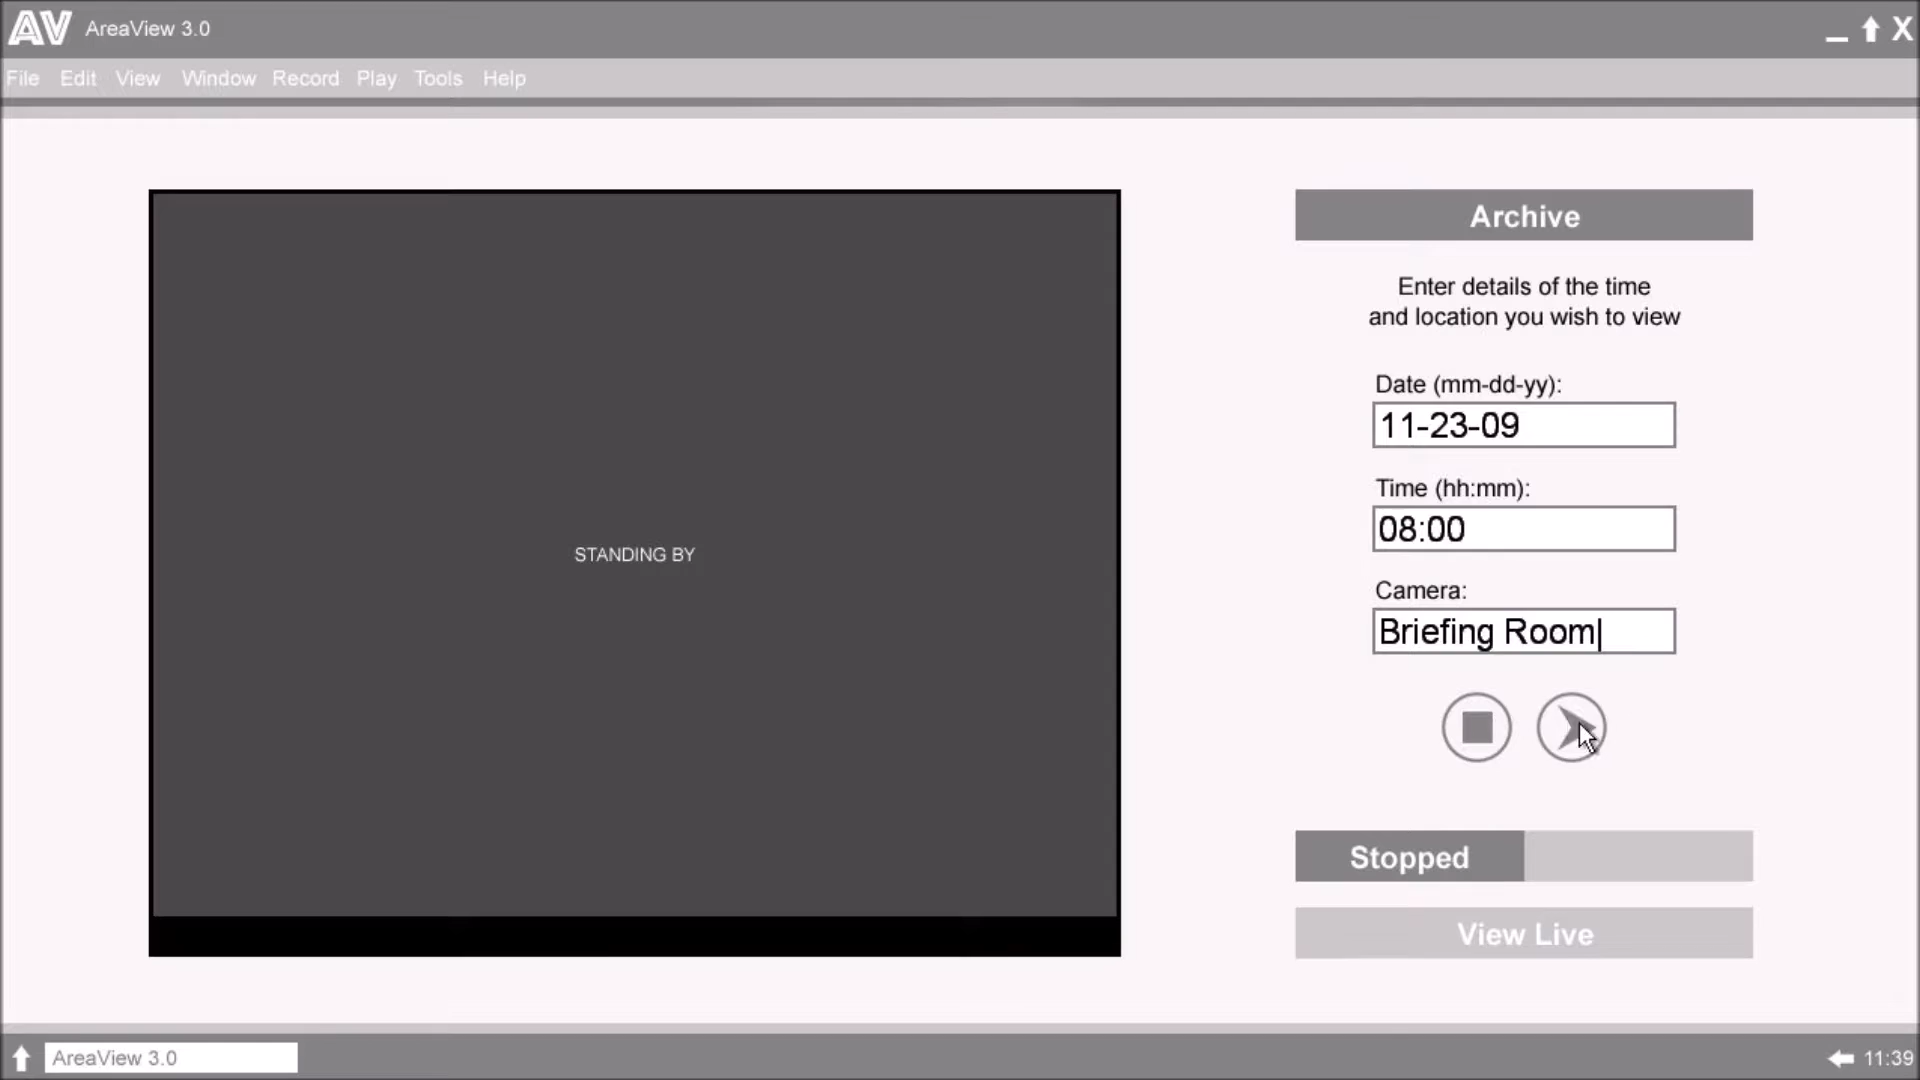 AV AreaView 3.0
X
File Edit View Window Record Play Tools Help
STANDING BY
Archive
Enter details of the time
and location you wish to view
Date (mm-dd-yy):
11-23-09
Time (hh:mm):
08:00
Camera:
Briefing Room
Stopped
View Live
AreaView 3.0
11:39